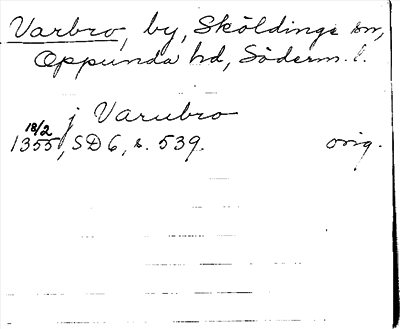 Varbro, by, Sköldinge sn,
Oppunda hd, Söderm. l.
j Varubro
18/2
1355, SD 6, s. 539. orig.